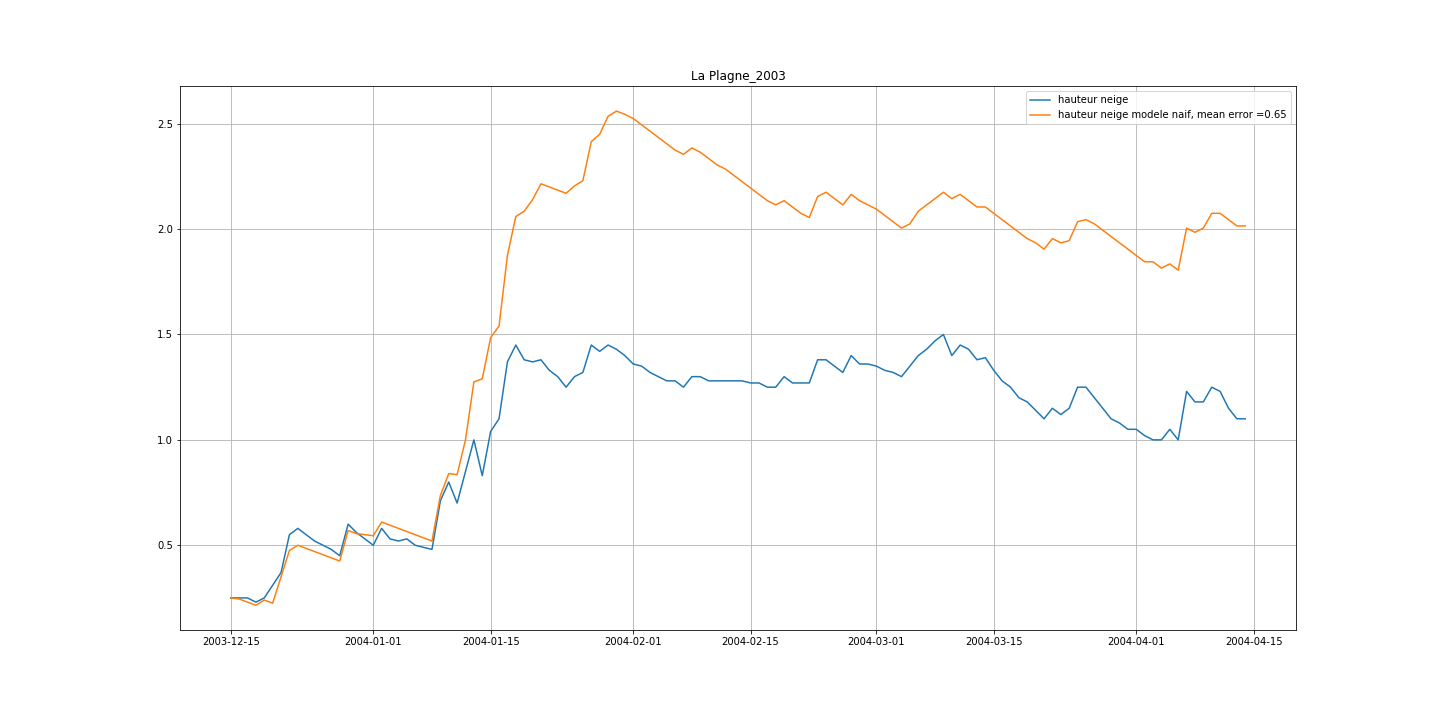 La Plagne_2003
hauteur neige
hauteur neige modele naif, mean error =0.65
2.5
2.0
1.5
1.0
0.5
2003-12-15 2004-01-01 2004-01-15 2004-02-01 2004-02-15 2004-03-01 2004-03-15 2004-04-01 2004-04-15